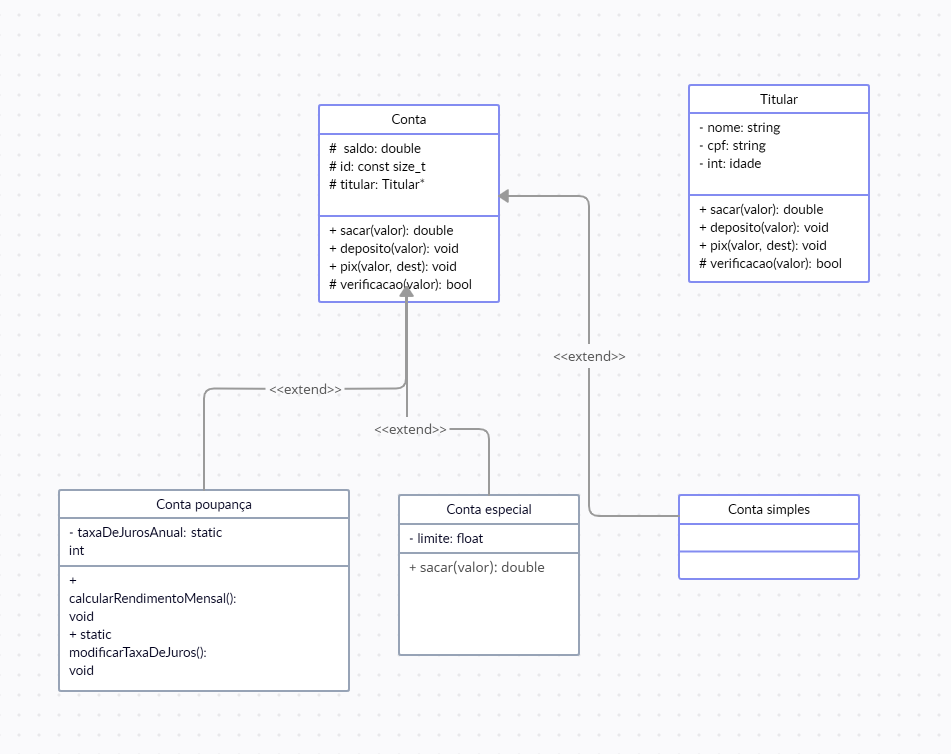 Conta
# saldo: double
# id: const size_t
# titular: Titular*
+ sacar(valor): double
+ deposito(valor): void
+ pix(valor, dest): void
# verificacao(valor): bool
Titular
- nome: string
- cpf: string
- int: idade
+ sacar(valor): double
+ deposito(valor): void
+ pix(valor, dest): void
# verificacao(valor): bool
<<extend>>
<<extend>>
<<extend>>
Conta poupança
- taxaDeJurosAnual: static
int
+
calcularRendimentoMensal():
void
+ static
modificarTaxaDeJuros():
void
Conta especial
- limite: float
+ sacar(valor): double
Conta simples